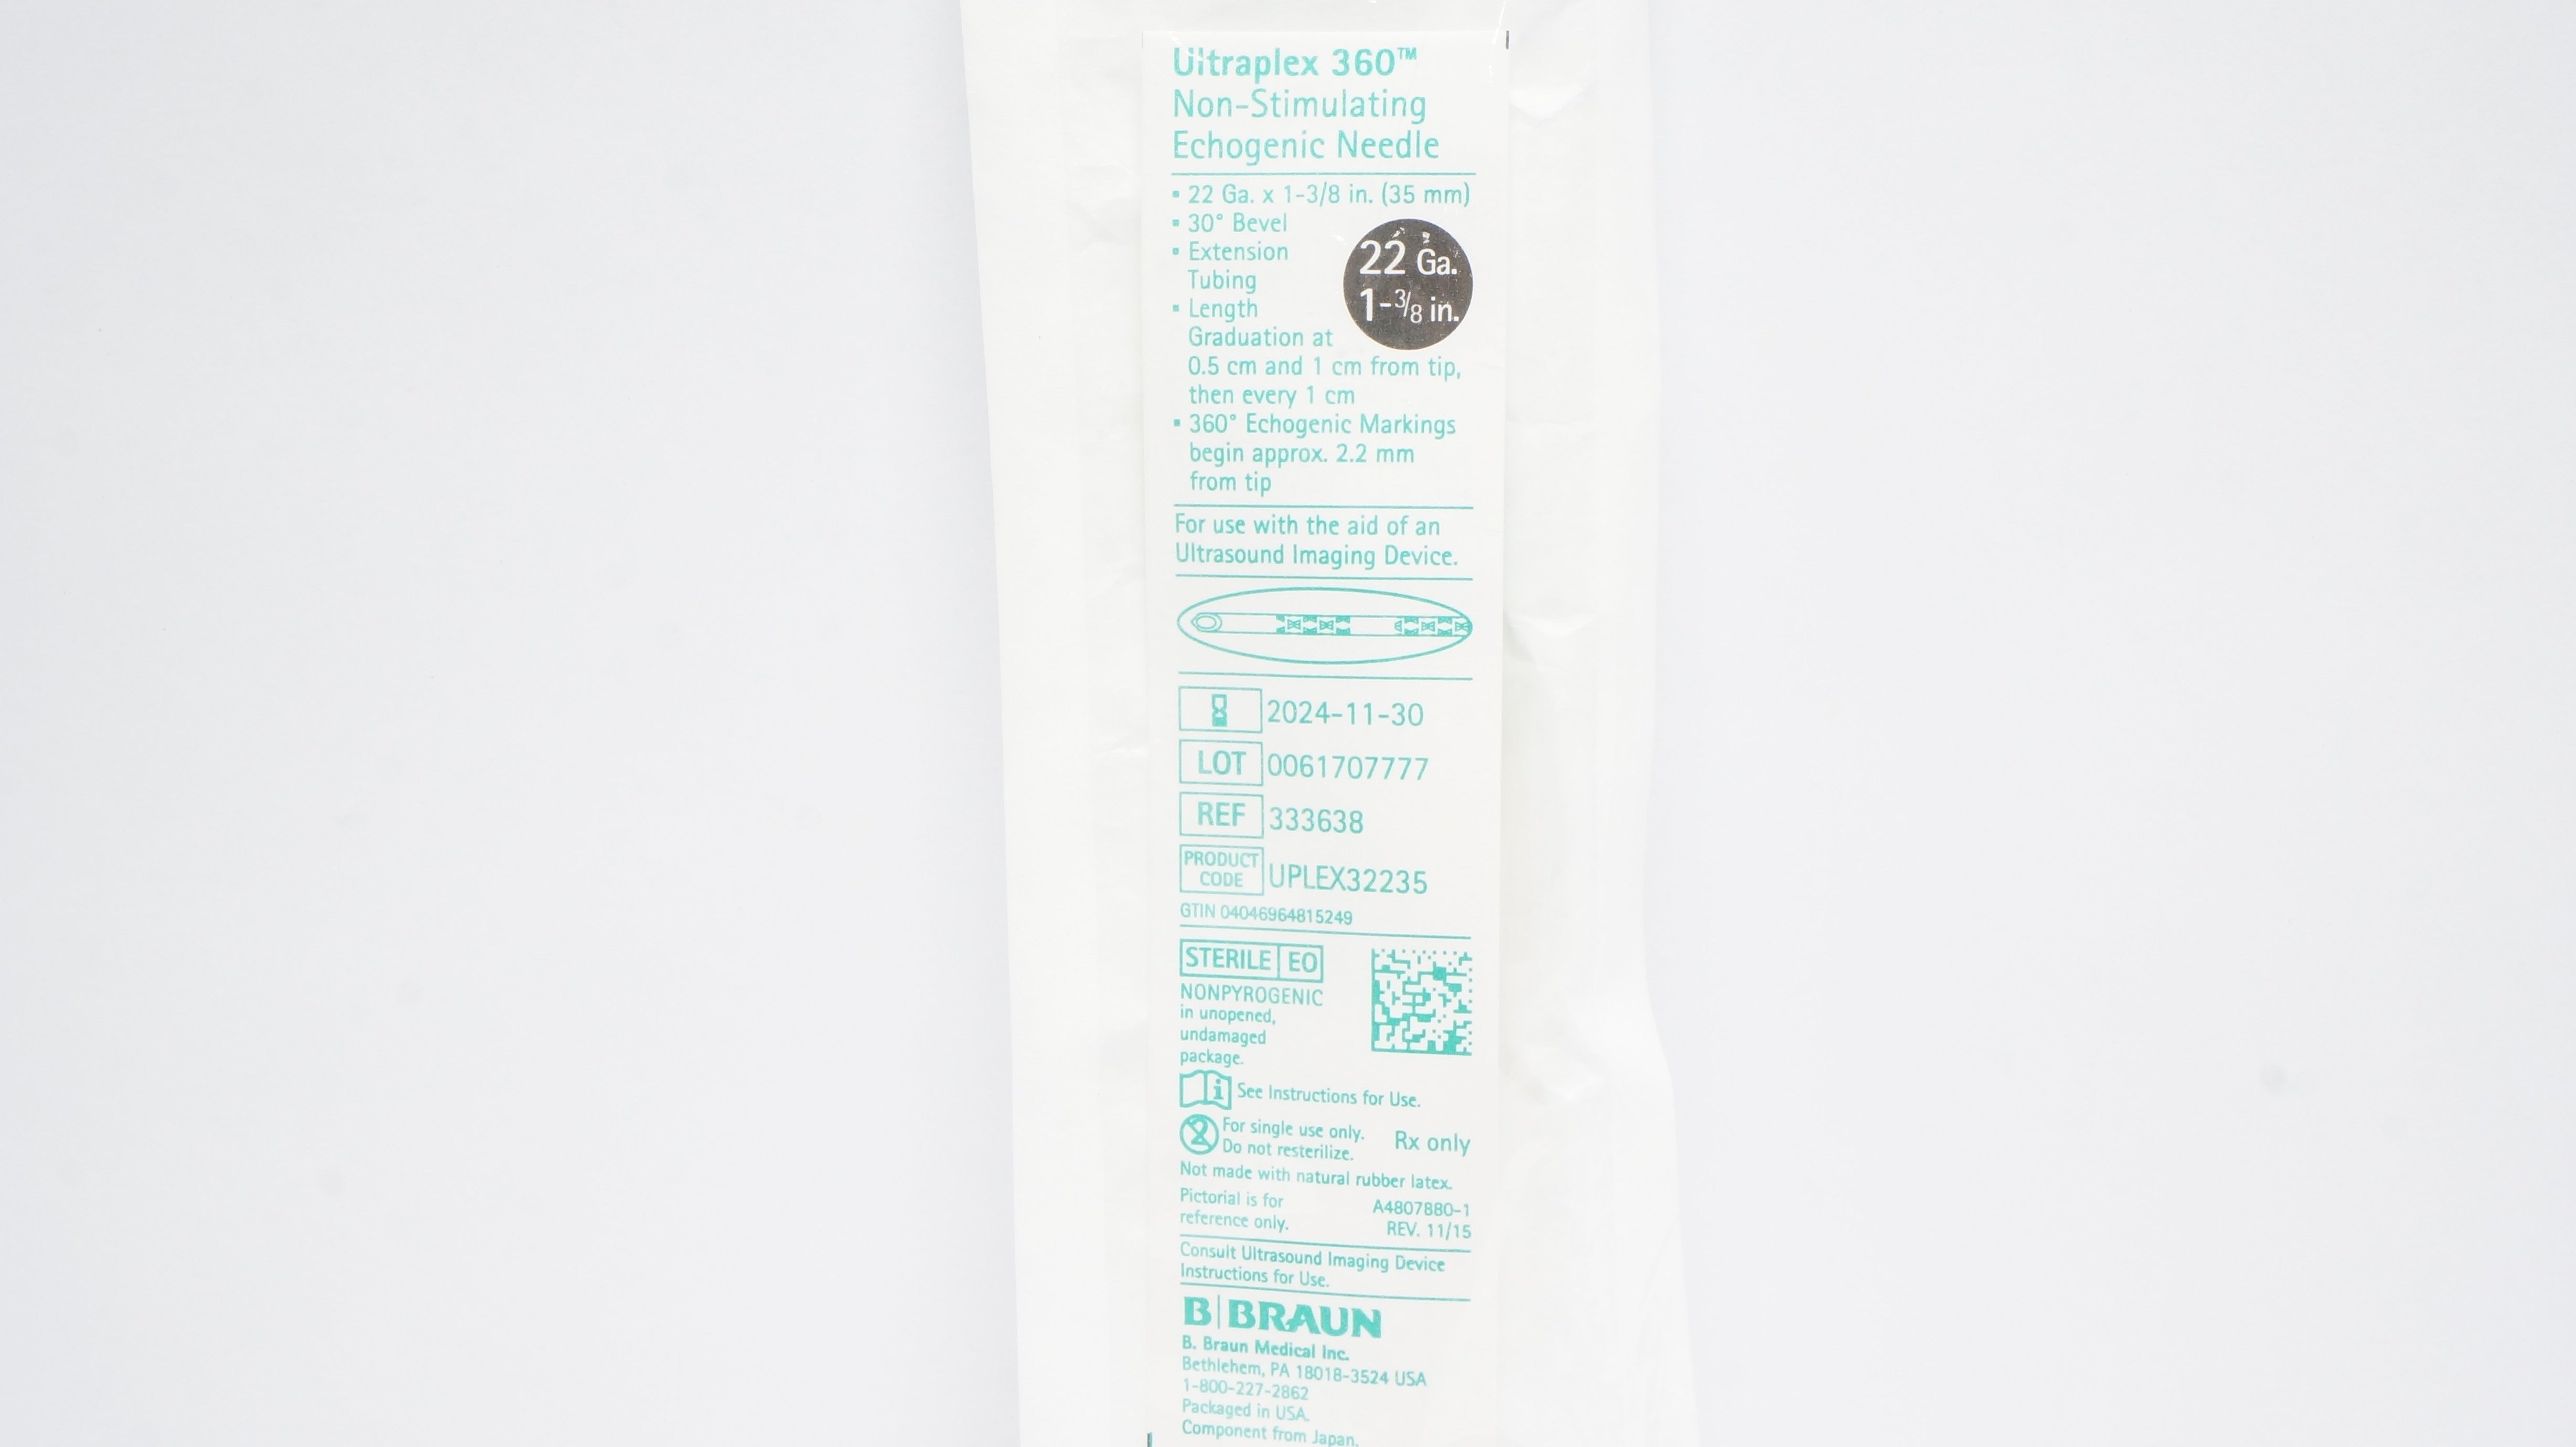 Ultraplex 360™
Non-Stimulating
Echogenic Needle
▪ 22 Ga. x 1-3/8 in. (35 mm)
▪ 30° Bevel
▪ Extension
Tubing
▪ Length
Graduation at
0.5 cm and 1 cm from tip,
then every 1 cm
▪ 360° Echogenic Markings
begin approx. 2.2 mm
from tip
22 Ga.
1-3/8 in.
For use with the aid of an
Ultrasound Imaging Device.
2024-11-30
LOT 0061707777
REF 333638
PRODUCT
CODE UPLEX32235
GTIN 04046964815249
STERILE EO
NONPYROGENIC
in unopened,
undamaged
package.
i See Instructions for Use.
2 For single use only.
Do not resterilize.
Rx only
Not made with natural rubber latex.
Pictorial is for
reference only.
A4807880-1
REV. 11/15
Consult Ultrasound Imaging Device
Instructions for Use.
B|BRAUN
B. Braun Medical Inc.
Bethlehem, PA 18018-3524 USA
1-800-227-2862
Packaged in USA.
Component from Japan.